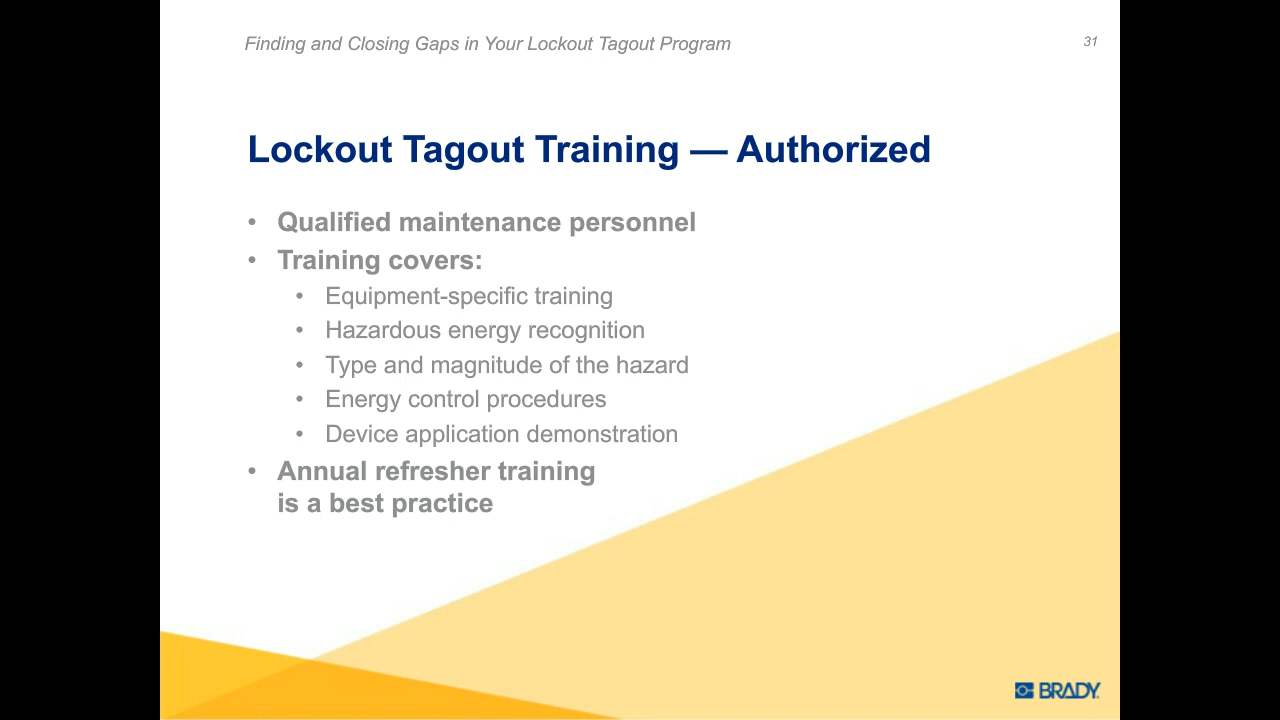 Finding and Closing Gaps in Your Lockout Tagout Program
31
Lockout Tagout Training — Authorized
• Qualified maintenance personnel
• Training covers:
• Equipment-specific training
• Hazardous energy recognition
• Type and magnitude of the hazard
• Energy control procedures
• Device application demonstration
• Annual refresher training
is a best practice
BRADY